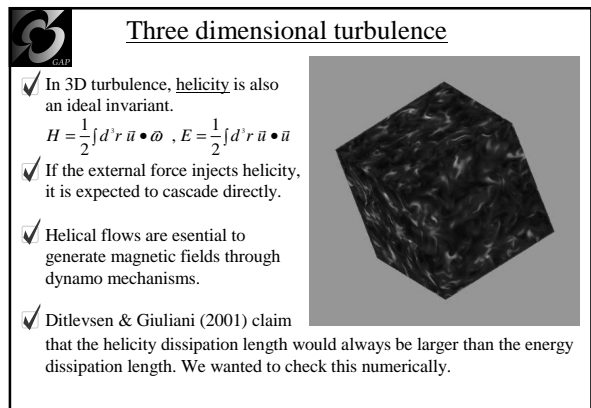 Three dimensional turbulence
GAP
In 3D turbulence, helicity is also
an ideal invariant.
H = 1/2 ∫ d³r u⃗ • ω⃗ , E = 1/2 ∫ d³r u⃗ • u⃗
If the external force injects helicity,
it is expected to cascade directly.
Helical flows are esential to
generate magnetic fields through
dynamo mechanisms.
Ditlevsen & Giuliani (2001) claim
that the helicity dissipation length would always be larger than the energy
dissipation length. We wanted to check this numerically.